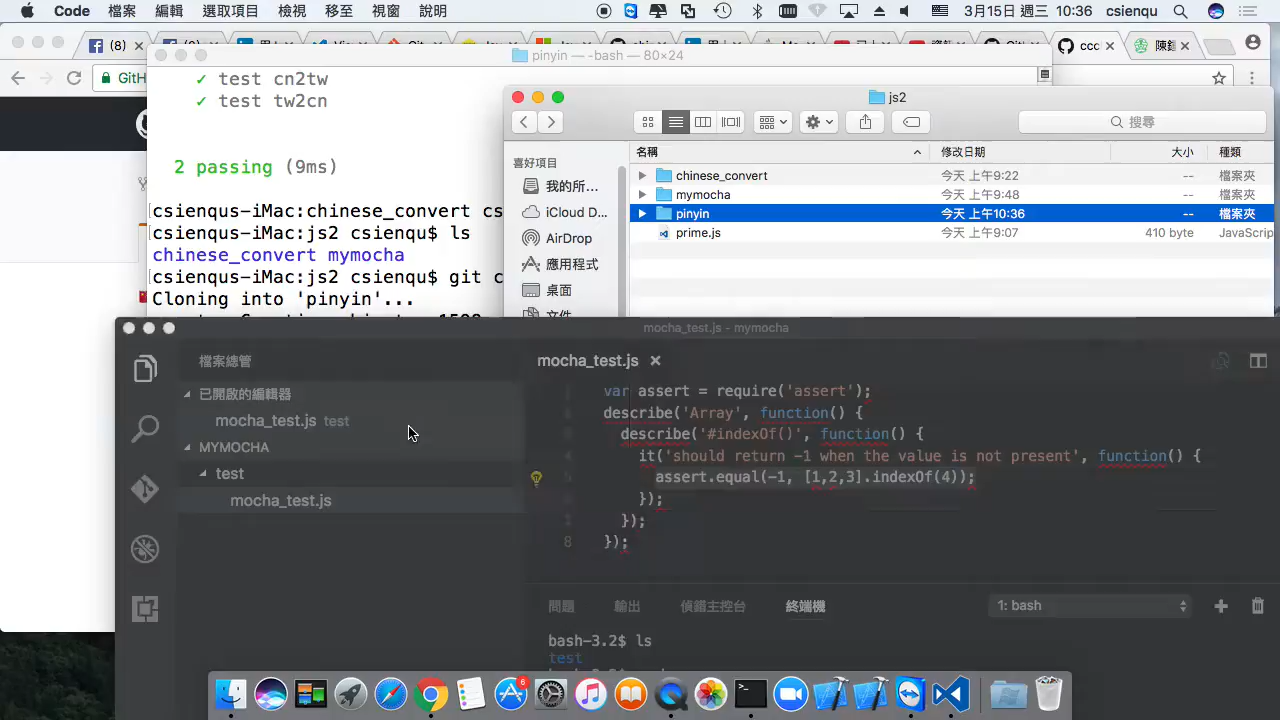 Code 檔案 編輯 選取項目 檢視 移至 視窗 說明 3月15日 週三 10:36 csienqu
(8)
ccc
陳鍾
GitH
pinyin — -bash — 80×24
✓ test cn2tw
✓ test tw2cn
2 passing (9ms)
csienqus-iMac:chinese_convert cs
csienqus-iMac:js2 csienqu$ ls
chinese_convert mymocha
csienqus-iMac:js2 csienqu$ git c
Cloning into 'pinyin'...
js2
搜尋
喜好項目
我的所…
iCloud D…
AirDrop
應用程式
桌面
文件
名稱 修改日期 大小 種類
chinese_convert 今天 上午9:22 -- 檔案夾
mymocha 今天 上午9:48 -- 檔案夾
pinyin 今天 上午10:36 -- 檔案夾
prime.js 今天 上午9:07 410 byte JavaScrip
mocha_test.js - mymocha
檔案總管
已開啟的編輯器
mocha_test.js test
MYMOCHA
test
mocha_test.js
mocha_test.js
var assert = require('assert');
describe('Array', function() {
describe('#indexOf()', function() {
it('should return -1 when the value is not present', function() {
5 assert.equal(-1, [1,2,3].indexOf(4));
});
});
8 });
問題 輸出 偵錯主控台 終端機 1: bash
bash-3.2$ ls
test
6